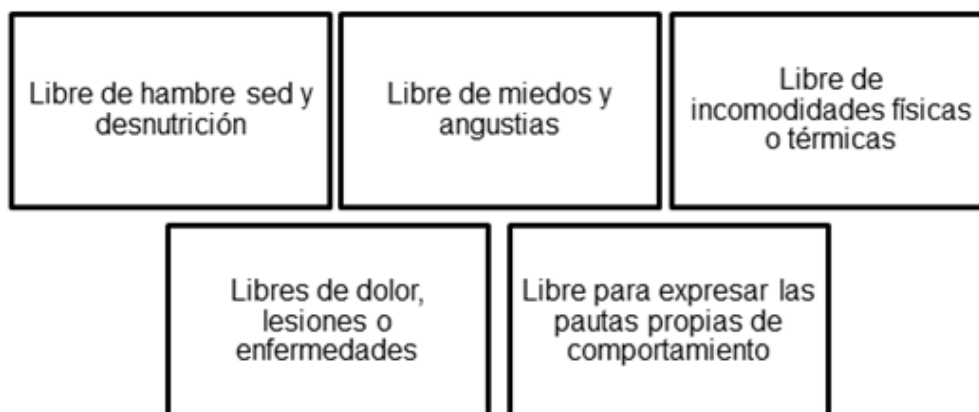 Libre de hambre sed y
desnutrición
Libre de miedos y
angustias
Libre de
incomodidades físicas
o térmicas
Libres de dolor,
lesiones o
enfermedades
Libre para expresar las
pautas propias de
comportamiento